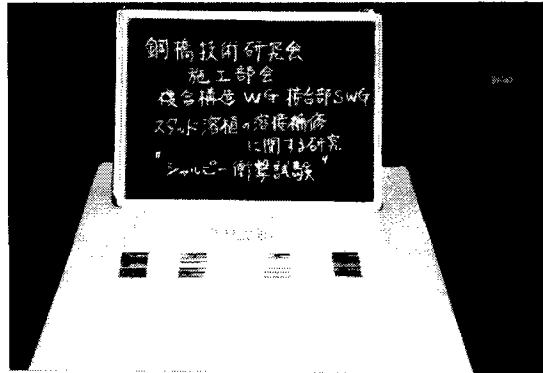 鋼橋技術研究会
施工部会
複合構造WG 接合部SWG
スタッド溶植の溶接補修
に関する研究
"シャルピー衝撃試験"